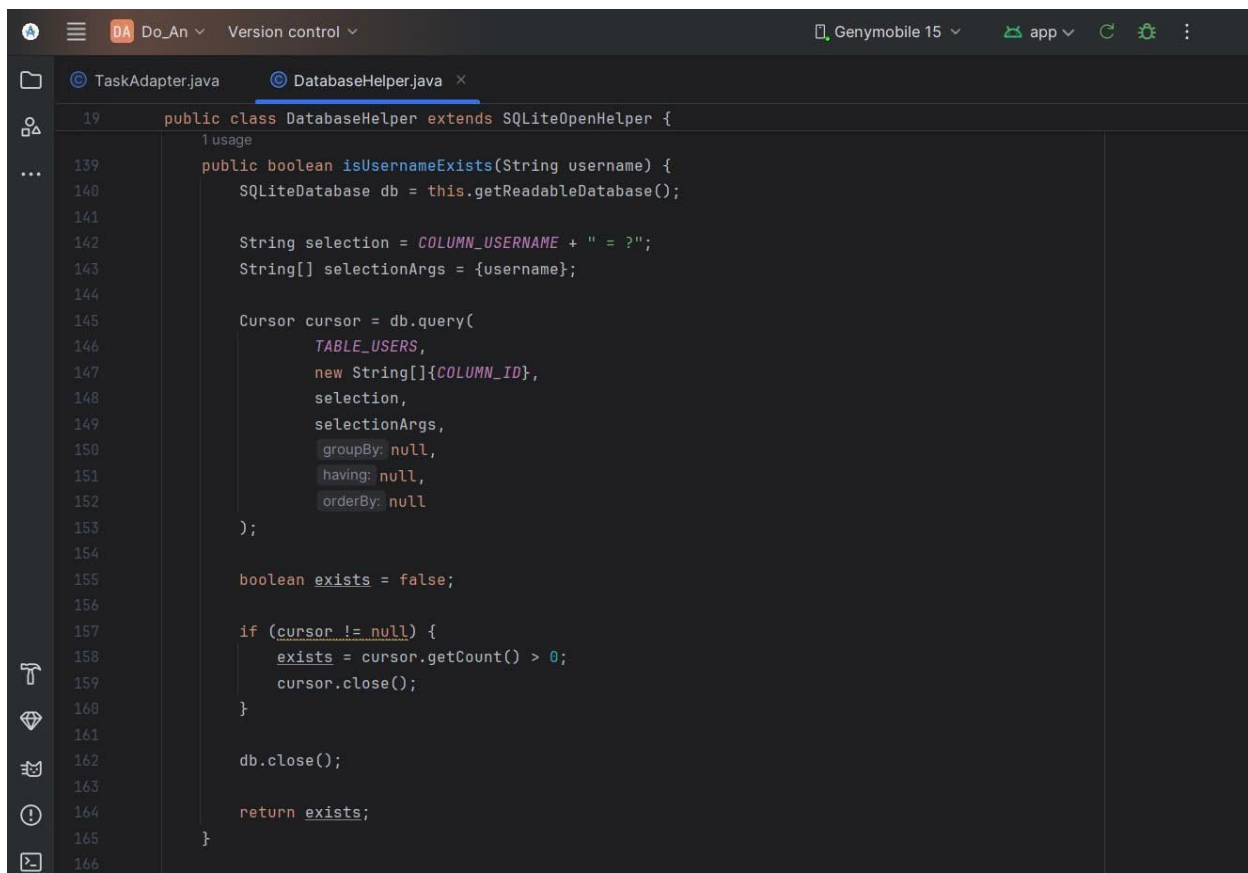 DA Do_An Version control Genymobile 15 app
TaskAdapter.java DatabaseHelper.java
19 public class DatabaseHelper extends SQLiteOpenHelper {
1 usage
139 public boolean isUsernameExists(String username) {
140 SQLiteDatabase db = this.getReadableDatabase();
141
142 String selection = COLUMN_USERNAME + " = ?";
143 String[] selectionArgs = {username};
144
145 Cursor cursor = db.query(
146 TABLE_USERS,
147 new String[]{COLUMN_ID},
148 selection,
149 selectionArgs,
150 groupBy: null,
151 having: null,
152 orderBy: null
153 );
154
155 boolean exists = false;
156
157 if (cursor != null) {
158 exists = cursor.getCount() > 0;
159 cursor.close();
160 }
161
162 db.close();
163
164 return exists;
165 }
166